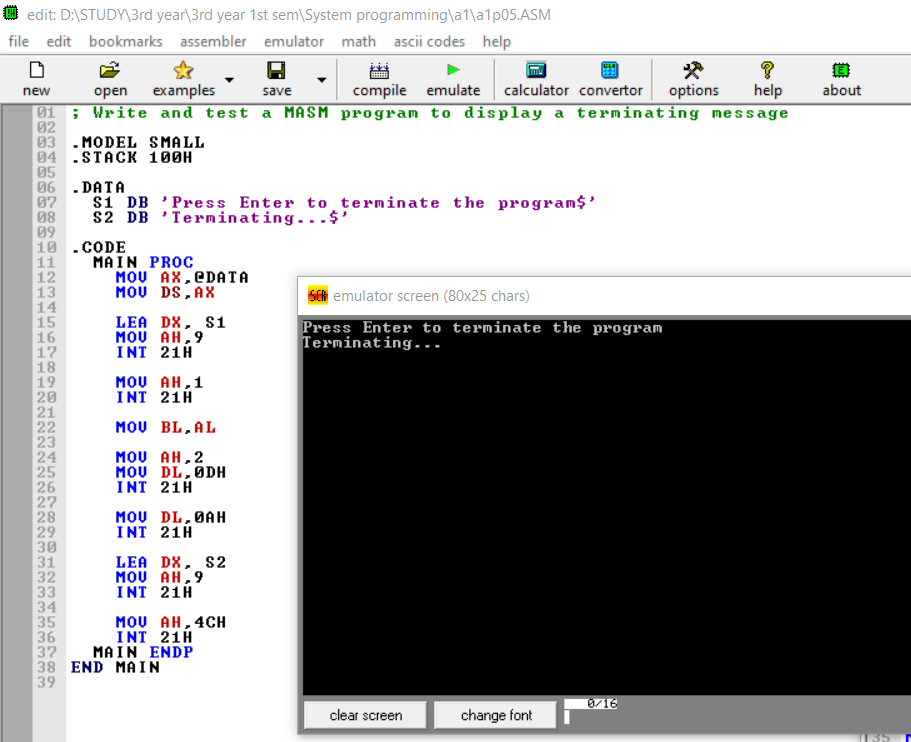 edit: D:\STUDY\3rd year\3rd year 1st sem\System programming\a1\a1p05.ASM
file edit bookmarks assembler emulator math ascii codes help
new open examples save compile emulate calculator convertor options help about
01 ; Write and test a MASM program to display a terminating message
02
03 .MODEL SMALL
04 .STACK 100H
05
06 .DATA
07 S1 DB 'Press Enter to terminate the program$'
08 S2 DB 'Terminating...$'
09
10 .CODE
11 MAIN PROC
12 MOV AX,@DATA
13 MOV DS,AX
14
15 LEA DX, S1
16 MOV AH,9
17 INT 21H
18
19 MOV AH,1
20 INT 21H
21
22 MOV BL,AL
23
24 MOV AH,2
25 MOV DL,0DH
26 INT 21H
27
28 MOV DL,0AH
29 INT 21H
30
31 LEA DX, S2
32 MOV AH,9
33 INT 21H
34
35 MOV AH,4CH
36 INT 21H
37 MAIN ENDP
38 END MAIN
39
SCR emulator screen (80x25 chars)
Press Enter to terminate the program
Terminating...
clear screen change font 0/16